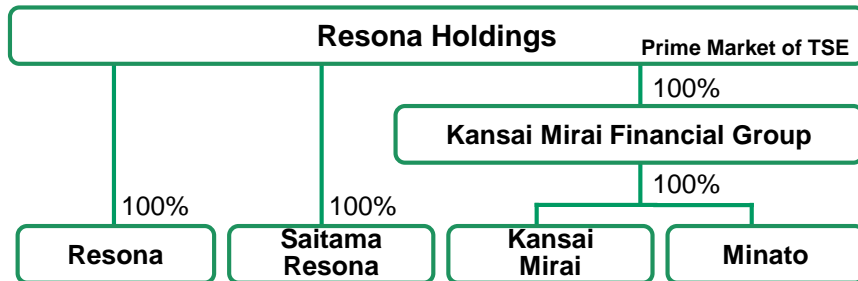 Resona Holdings
Prime Market of TSE
100%
Kansai Mirai Financial Group
100%
100%
100%
Resona
Saitama
Resona
Kansai
Mirai
Minato